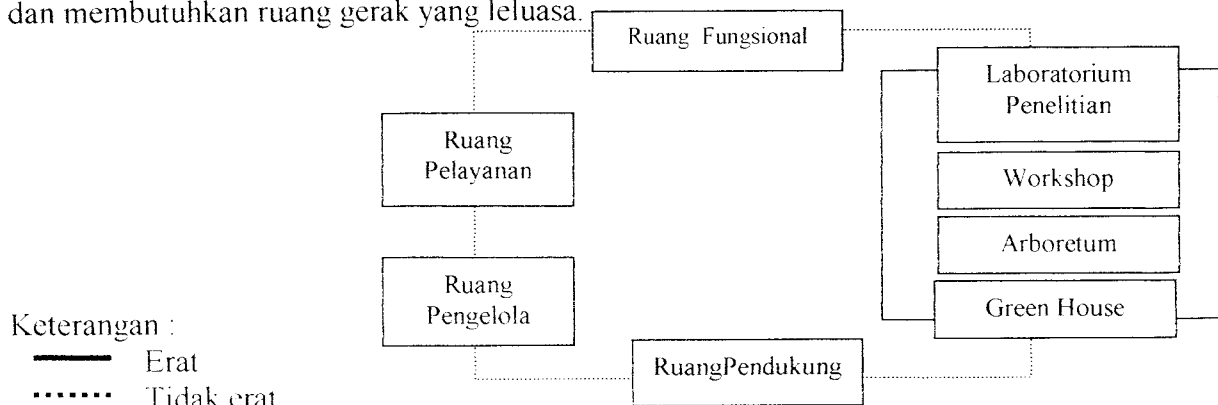 dan membutuhkan ruang gerak yang leluasa.
Ruang Fungsional
Laboratorium
Penelitian
Ruang
Pelayanan
Workshop
Arboretum
Ruang
Pengelola
Green House
RuangPendukung
Keterangan :
Erat
Tidak erat